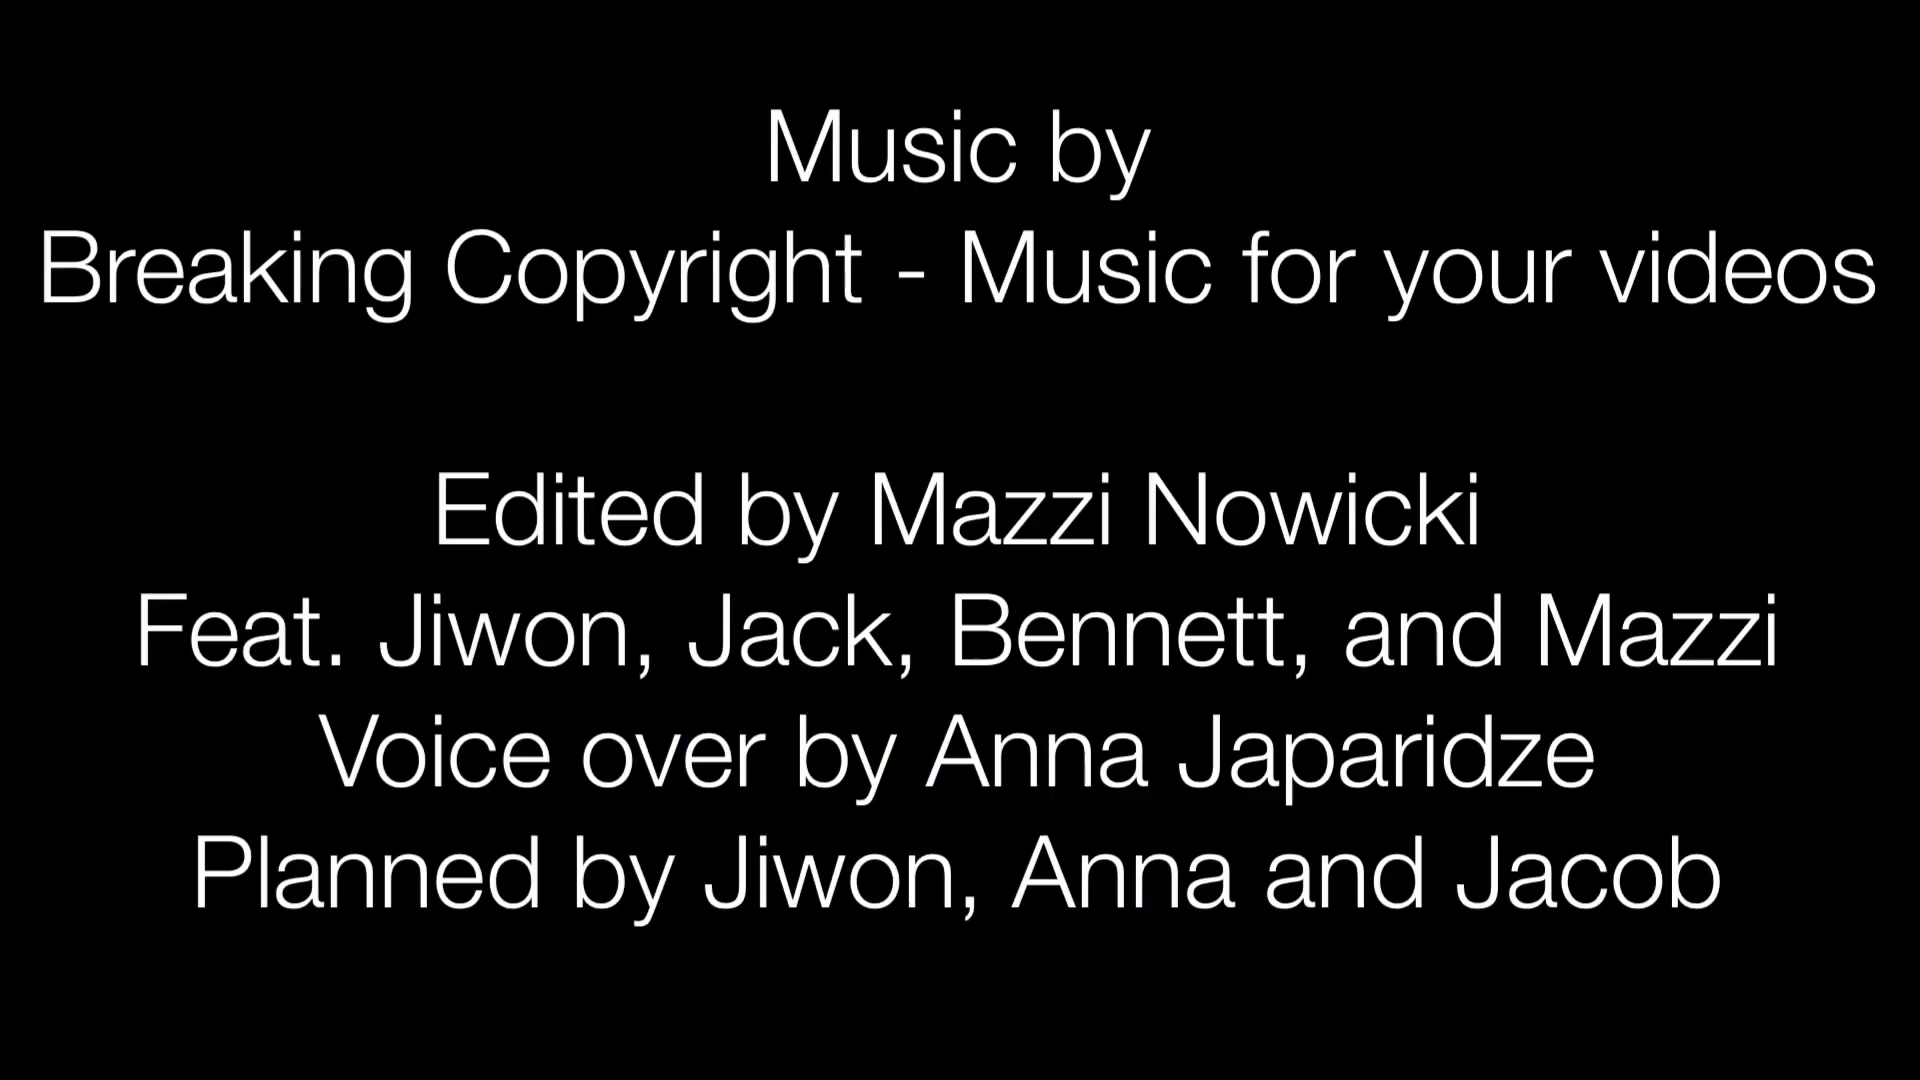 Music by
Breaking Copyright - Music for your videos
Edited by Mazzi Nowicki
Feat. Jiwon, Jack, Bennett, and Mazzi
Voice over by Anna Japaridze
Planned by Jiwon, Anna and Jacob